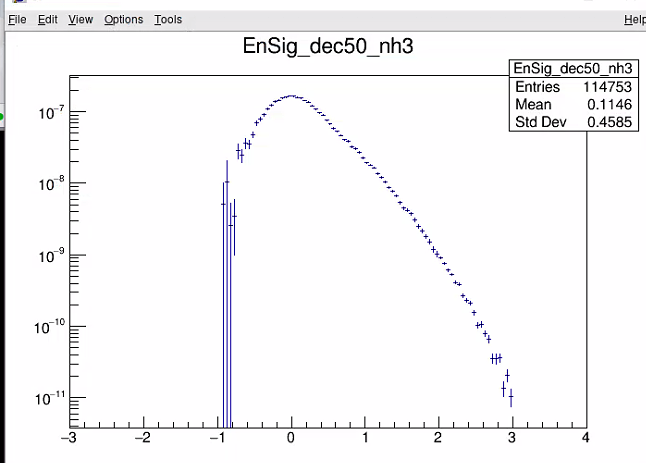 File Edit View Options Tools Help
EnSig_dec50_nh3
EnSig_dec50_nh3
Entries 114753
Mean 0.1146
Std Dev 0.4585
10⁻⁷
10⁻⁸
10⁻⁹
10⁻¹⁰
10⁻¹¹
−3 −2 −1 0 1 2 3 4